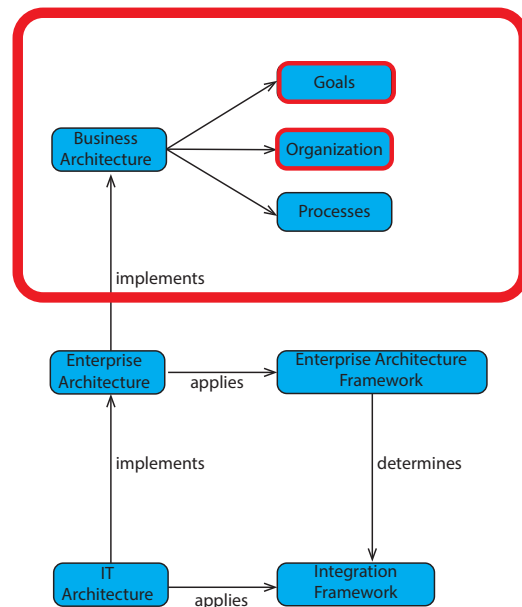 Goals
Business
Architecture
Organization
Processes
implements
Enterprise
Architecture
applies
Enterprise Architecture
Framework
implements
determines
IT
Architecture
applies
Integration
Framework